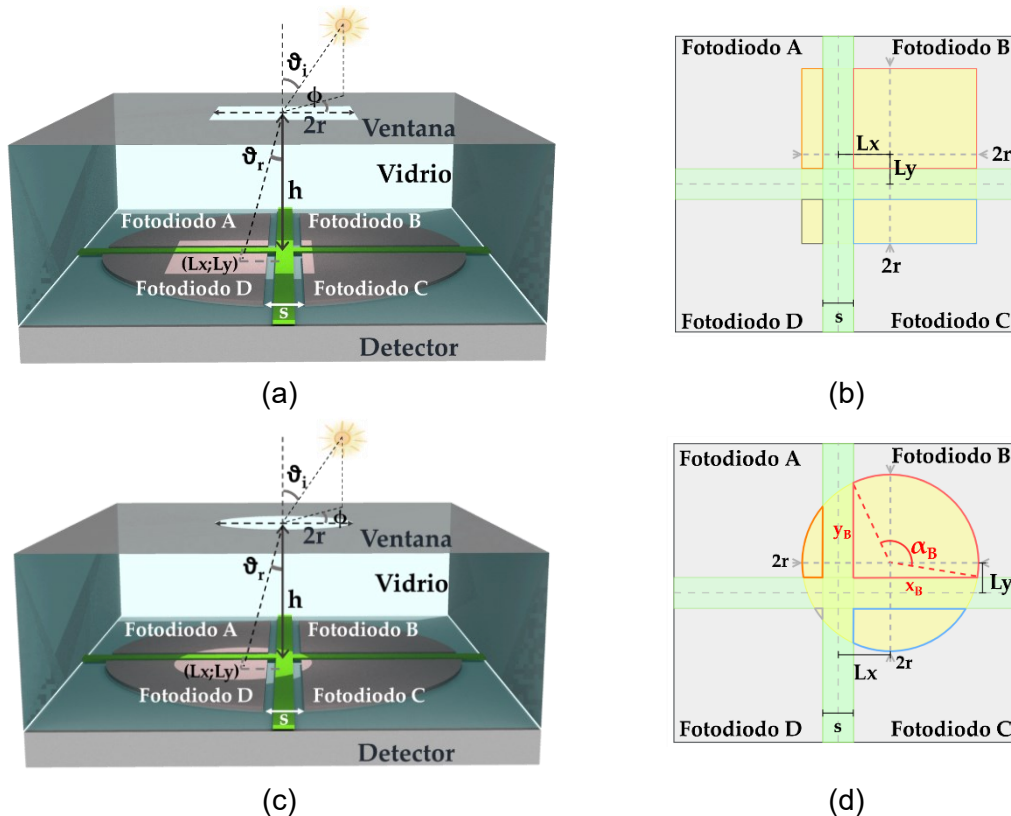 ϑi
ϕ
2r
Ventana
ϑr
Vidrio
h
Fotodiodo A
Fotodiodo B
(Lx;Ly)
Fotodiodo D
Fotodiodo C
s
Detector
(a)
Fotodiodo A
Fotodiodo B
Lx
2r
Ly
2r
s
Fotodiodo D
Fotodiodo C
(b)
ϑi
ϕ
2r
Ventana
ϑr
Vidrio
h
Fotodiodo A
Fotodiodo B
(Lx;Ly)
Fotodiodo D
Fotodiodo C
s
Detector
(c)
Fotodiodo A
Fotodiodo B
yB
αB
2r
xB
Ly
Lx
2r
s
Fotodiodo D
Fotodiodo C
(d)